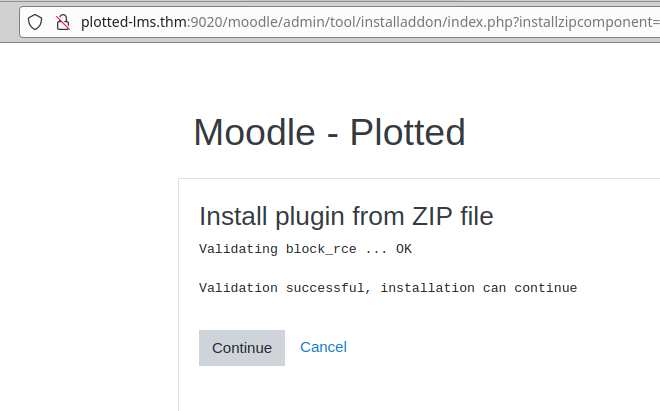 plotted-lms.thm:9020/moodle/admin/tool/installaddon/index.php?installzipcomponent=
Moodle - Plotted
Install plugin from ZIP file
Validating block_rce ... OK
Validation successful, installation can continue
Continue Cancel